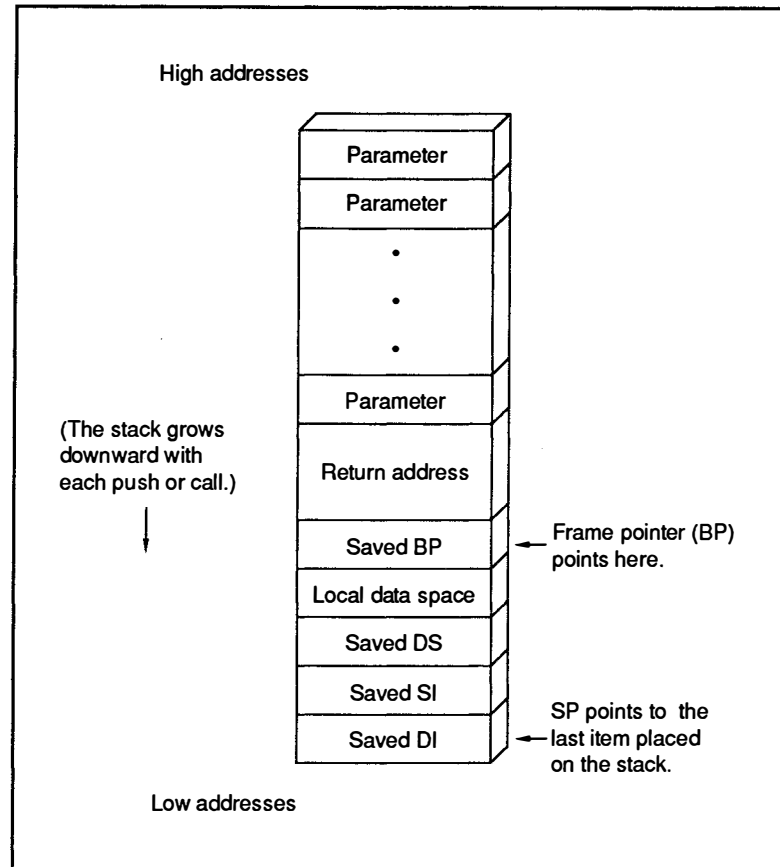 High addresses
Parameter
Parameter
•
•
•
Parameter
(The stack grows
downward with
each push or call.)
Return address
Saved BP
Frame pointer (BP)
points here.
Local data space
Saved DS
Saved SI
Saved DI
SP points to the
last item placed
on the stack.
Low addresses